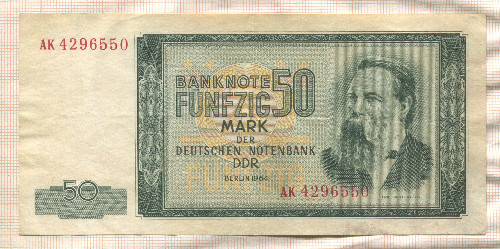 AK 4296550
BANKNOTE
FÜNFZIG 50
MARK
DER
DEUTSCHEN NOTENBANK
DDR
BERLIN 1964
50
AK 4296550